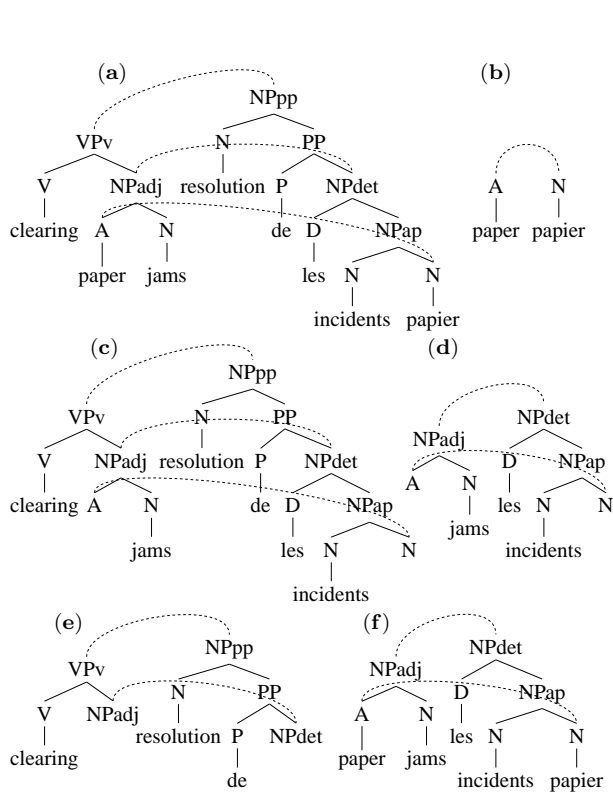 (a) (b)
NPpp
VPv N PP
V NPadj resolution P NPdet A N
clearing A N de D NPap paper papier
paper jams les N N
incidents papier
(c) (d)
NPpp
VPv N PP NPadj NPdet
V NPadj resolution P NPdet A N D NPap
clearing A N de D NPap jams les N N
jams les N N incidents
incidents
(e) (f)
NPpp NPdet
VPv N PP NPadj D NPap
V NPadj resolution P NPdet A N les N N
clearing de paper jams incidents papier